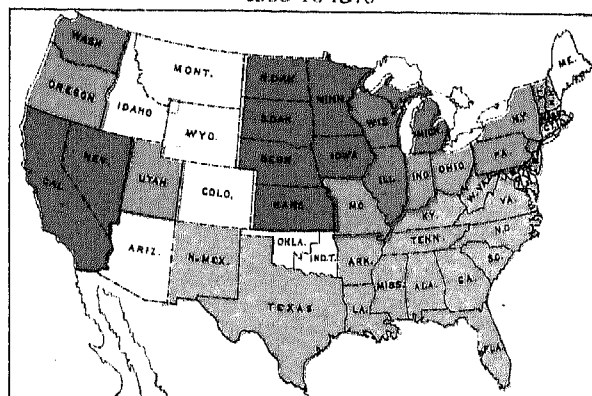 WASH.
MONT.
N.DAK.
MINN.
ME.
OREGON
IDAHO
S.DAK.
WIS.
MICH.
N.Y.
WYO.
NEBR.
IOWA
PA.
NEV.
UTAH
COLO.
ILL.
IND.
OHIO
CAL.
KANS.
MO.
W.VA.
VA.
KY.
ARIZ.
N.MEX.
OKLA.
IND.T.
ARK.
TENN.
N.C.
S.C.
TEXAS
LA.
MISS.
ALA.
GA.
FLA.